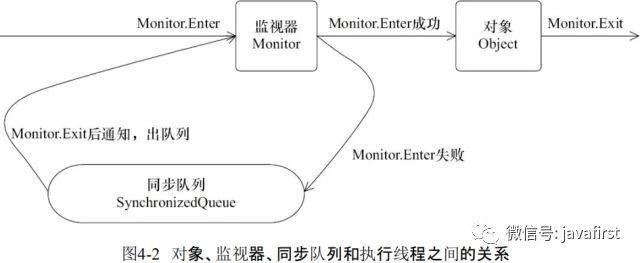 Monitor.Enter
监视器
Monitor
Monitor.Enter成功
对象
Object
Monitor.Exit
Monitor.Exit后通知，出队列
Monitor.Enter失败
同步队列
SynchronizedQueue
微信号: javafirst
图4-2 对象、监视器、同步队列和执行线程之间的关系